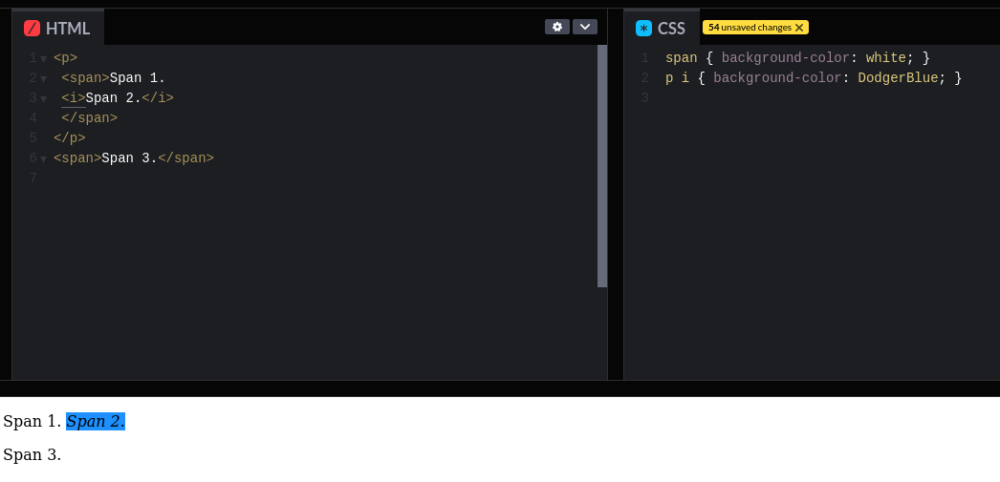 HTML
1 <p>
2 <span>Span 1.
3 <i>Span 2.</i>
4 </span>
5 </p>
6 <span>Span 3.</span>
7
CSS
54 unsaved changes
1 span { background-color: white; }
2 p i { background-color: DodgerBlue; }
3
Span 1. Span 2.
Span 3.